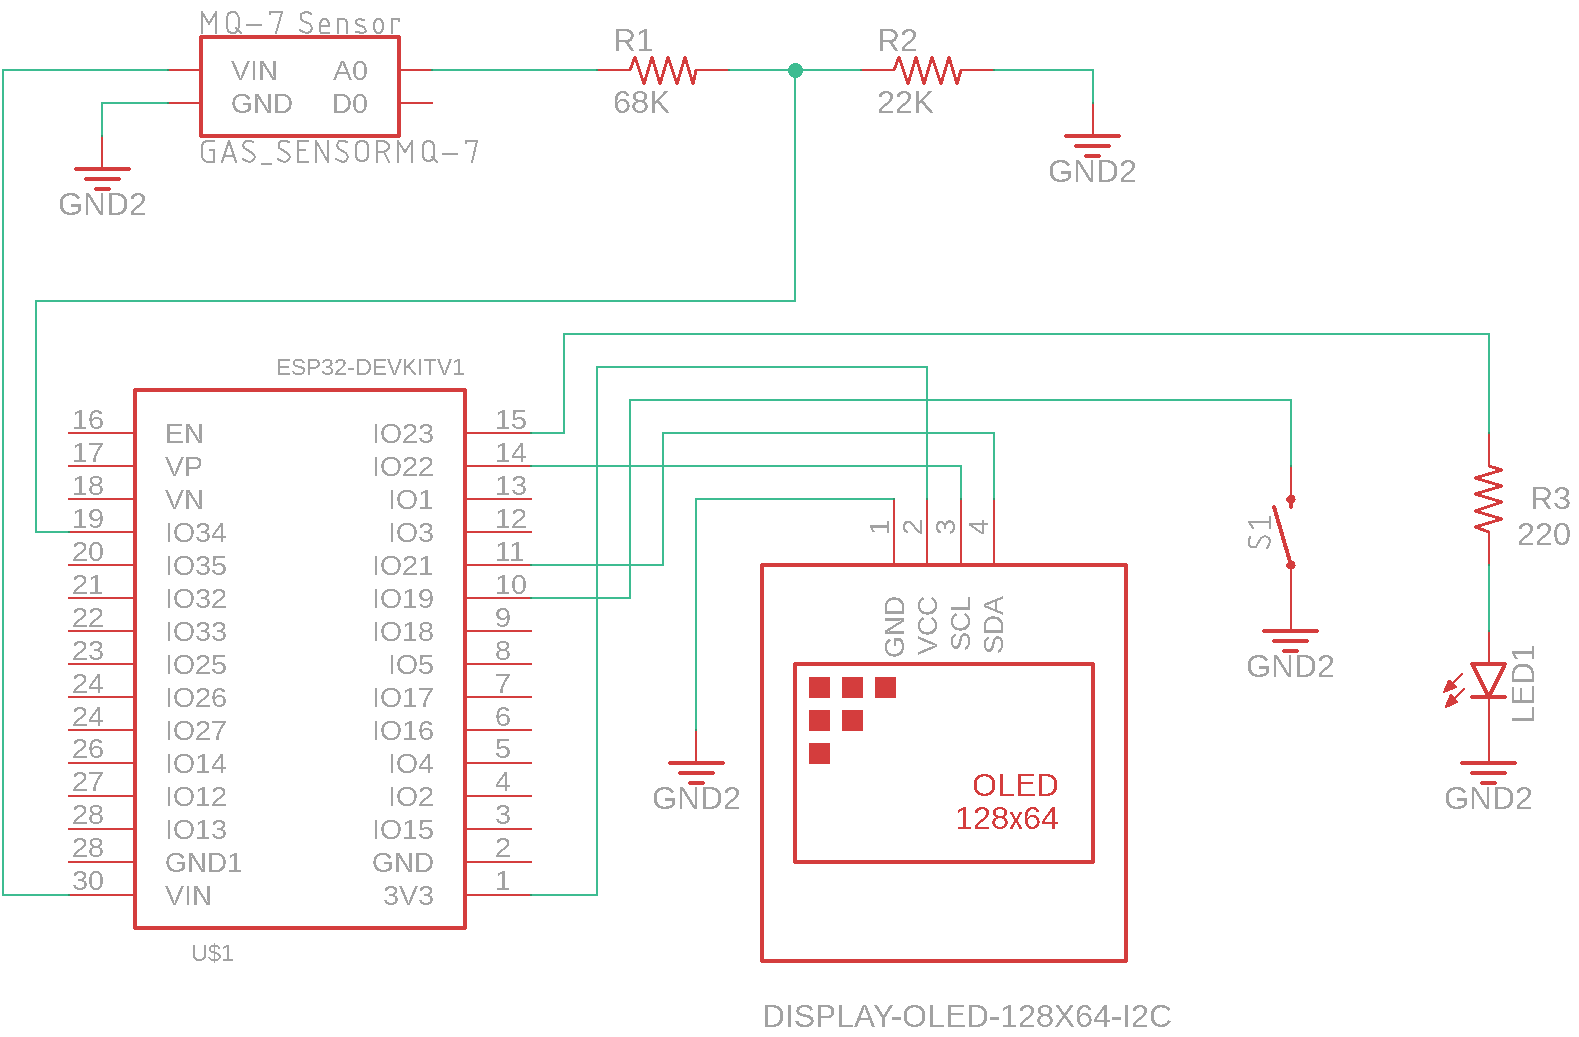 MQ-7 Sensor
VIN A0
GND D0
GAS_SENSORMQ-7
GND2
R1
68K
R2
22K
GND2
ESP32-DEVKITV1
16 EN IO23 15
17 VP IO22 14
18 VN IO1 13
19 IO34 IO3 12
20 IO35 IO21 11
21 IO32 IO19 10
22 IO33 IO18 9
23 IO25 IO5 8
24 IO26 IO17 7
24 IO27 IO16 6
26 IO14 IO4 5
27 IO12 IO2 4
28 IO13 IO15 3
28 GND1 GND 2
30 VIN 3V3 1
U$1
1 2 3 4
GND VCC SCL SDA
OLED
128x64
GND2
DISPLAY-OLED-128X64-I2C
S1
GND2
R3
220
LED1
GND2